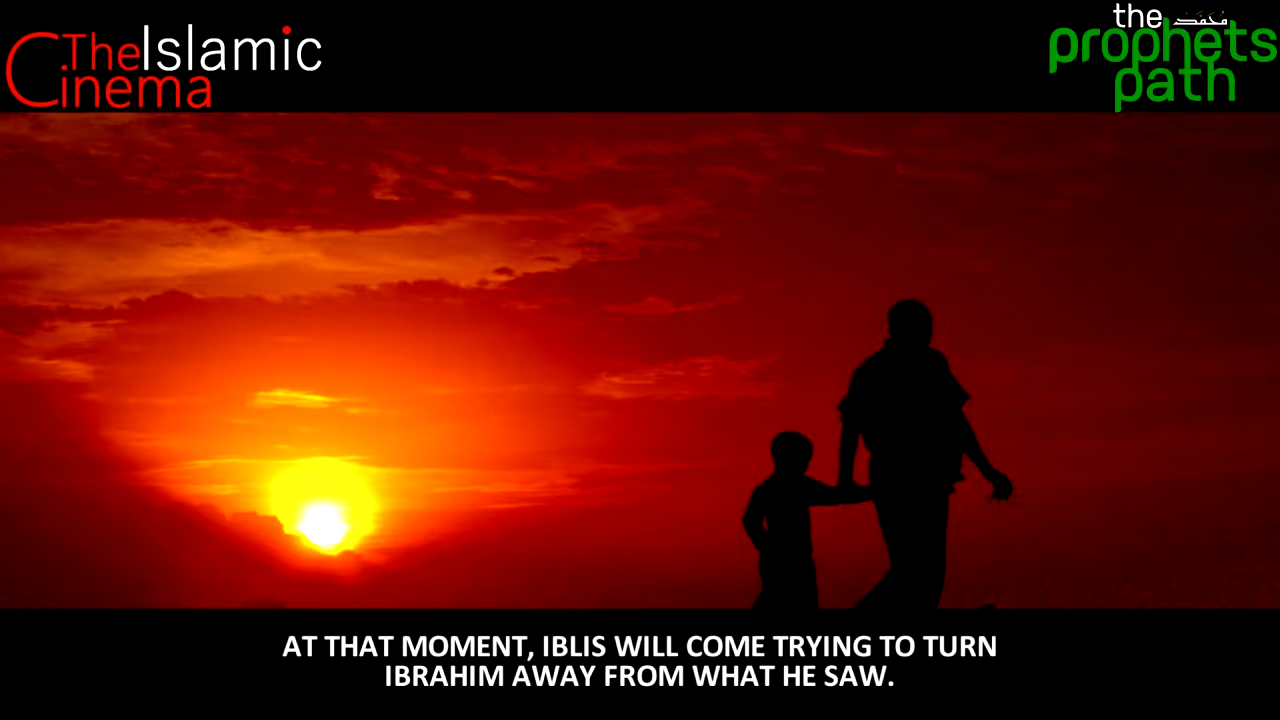 TheIslamic
Cinema
the محمد
prophets
path
AT THAT MOMENT, IBLIS WILL COME TRYING TO TURN
IBRAHIM AWAY FROM WHAT HE SAW.